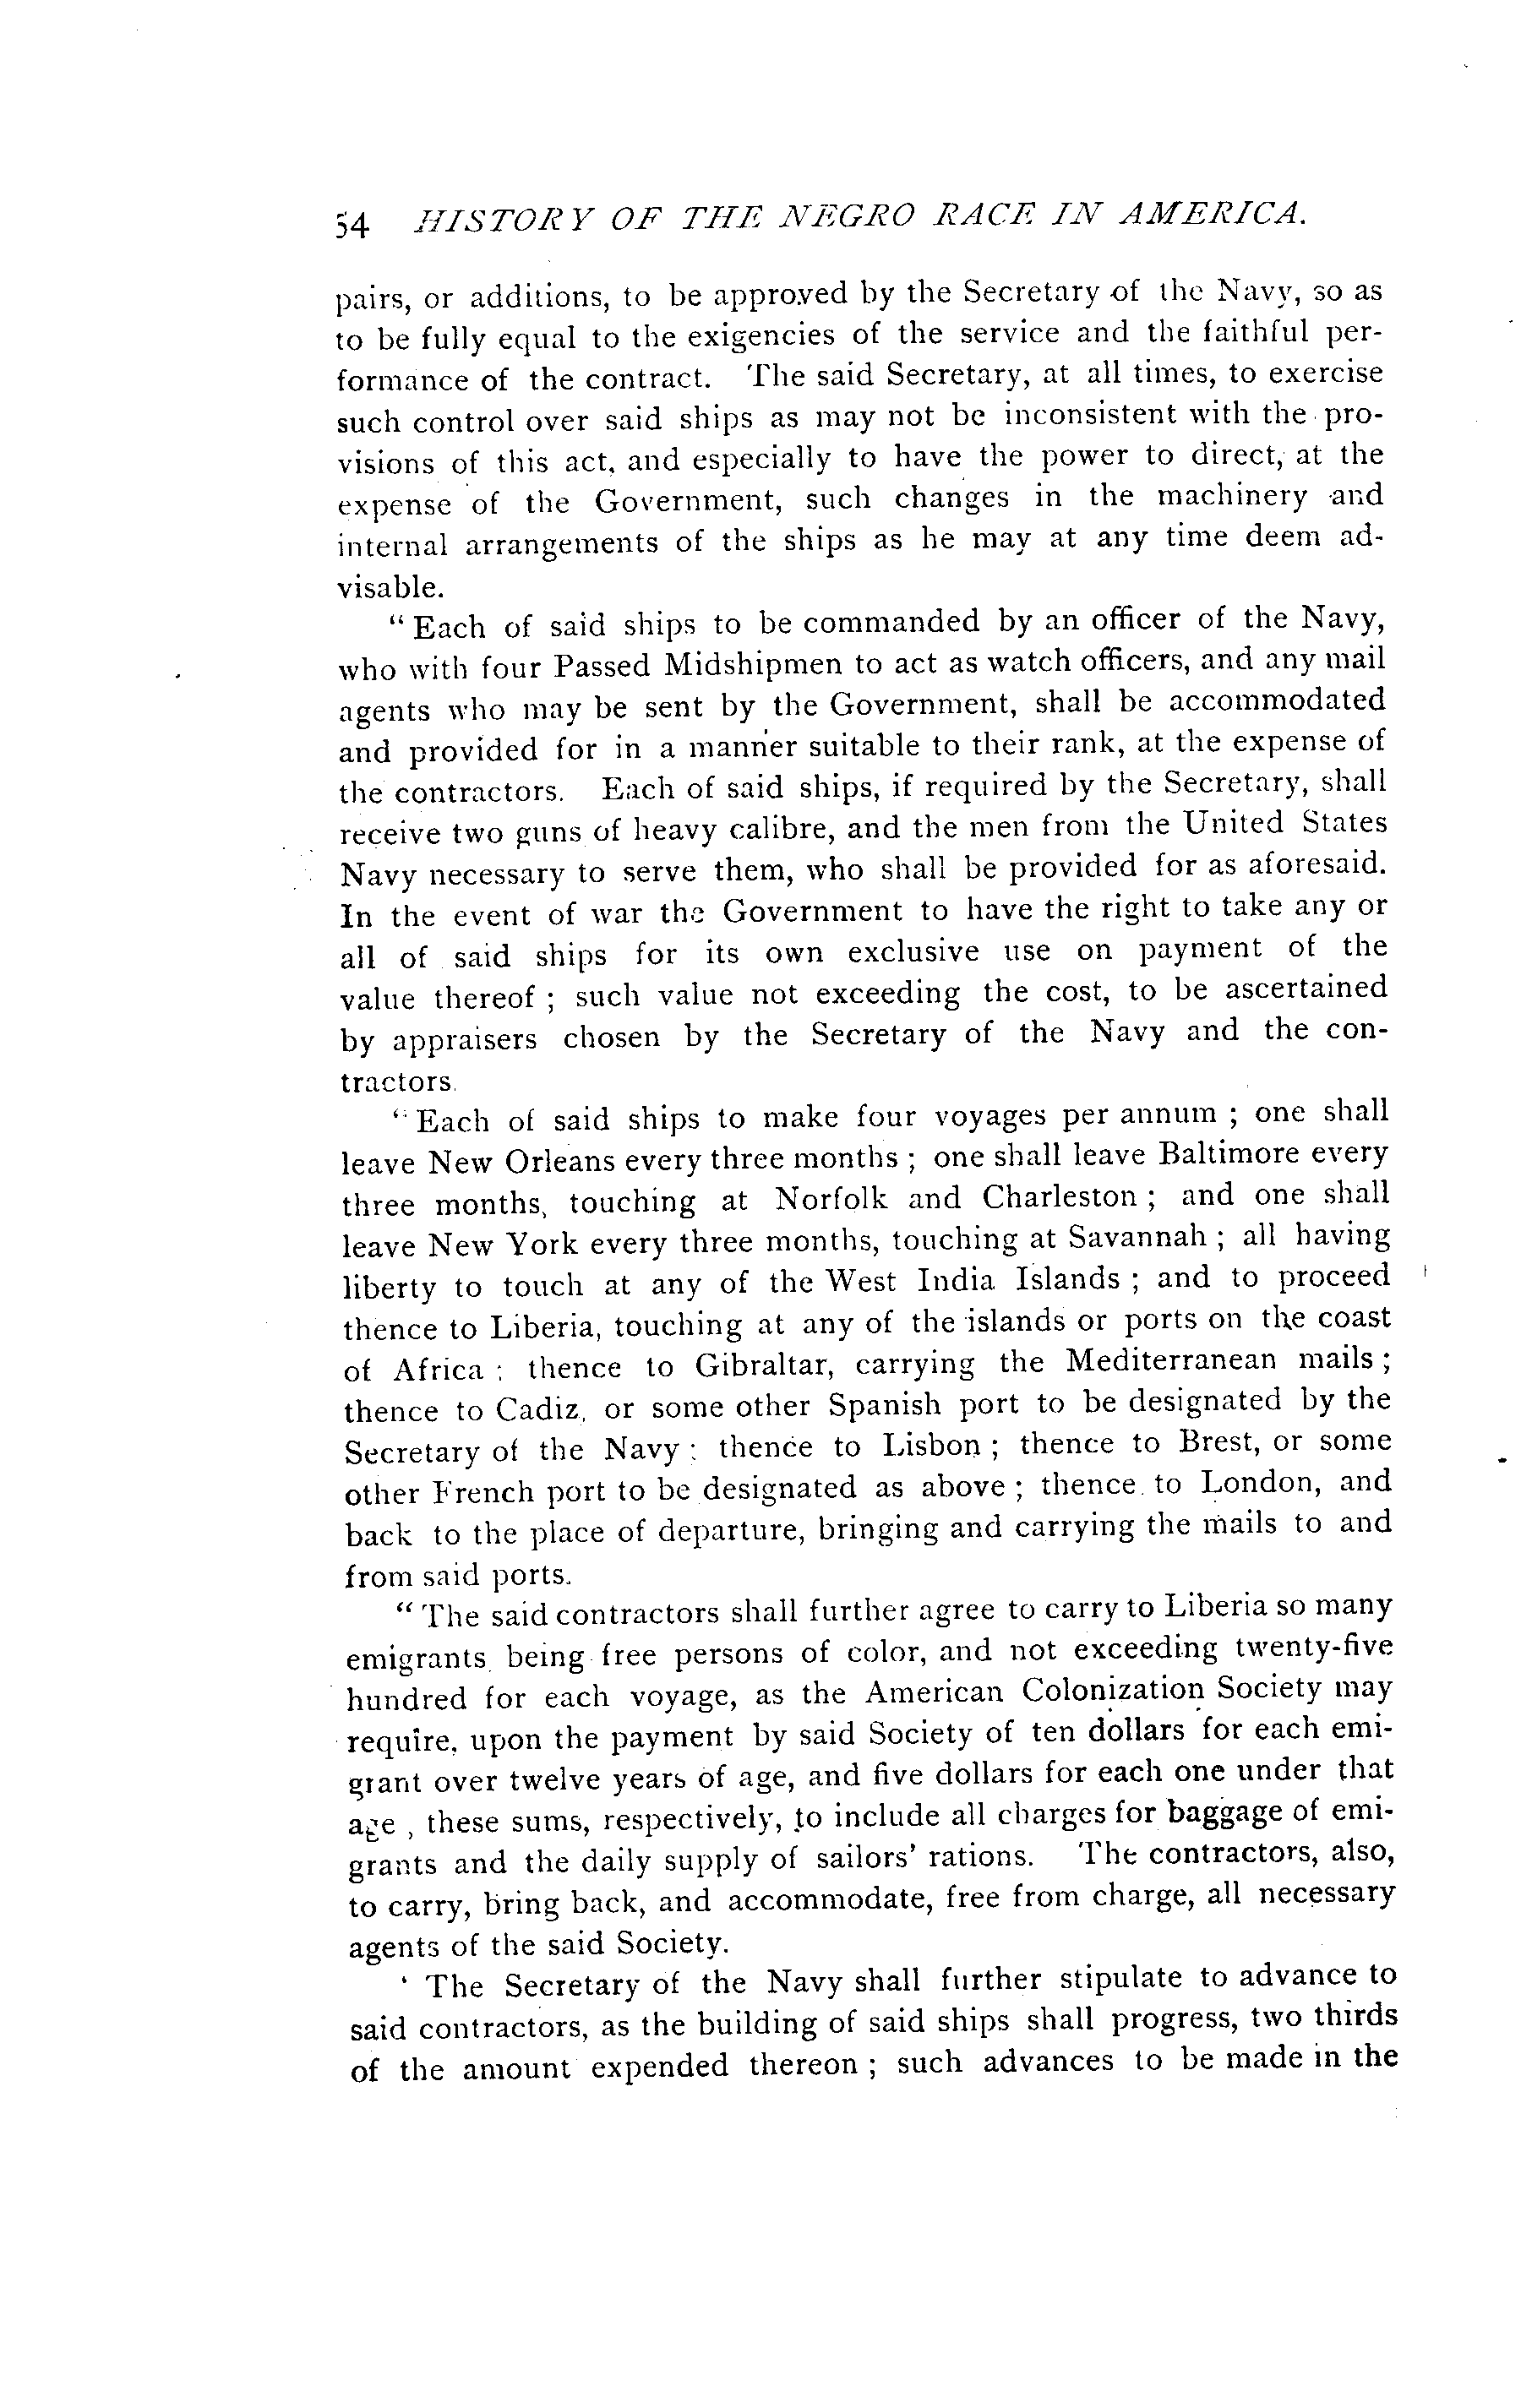 54 HISTORY OF THE NEGRO RACE IN AMERICA.
pairs, or additions, to be approved by the Secretary of the Navy, so as
to be fully equal to the exigencies of the service and the faithful per-
formance of the contract. The said Secretary, at all times, to exercise
such control over said ships as may not be inconsistent with the pro-
visions of this act, and especially to have the power to direct, at the
expense of the Government, such changes in the machinery and
internal arrangements of the ships as he may at any time deem ad-
visable.
“ Each of said ships to be commanded by an officer of the Navy,
who with four Passed Midshipmen to act as watch officers, and any mail
agents who may be sent by the Government, shall be accommodated
and provided for in a manner suitable to their rank, at the expense of
the contractors. Each of said ships, if required by the Secretary, shall
receive two guns of heavy calibre, and the men from the United States
Navy necessary to serve them, who shall be provided for as aforesaid.
In the event of war the Government to have the right to take any or
all of said ships for its own exclusive use on payment of the
value thereof ; such value not exceeding the cost, to be ascertained
by appraisers chosen by the Secretary of the Navy and the con-
tractors.
“ Each of said ships to make four voyages per annum ; one shall
leave New Orleans every three months ; one shall leave Baltimore every
three months, touching at Norfolk and Charleston ; and one shall
leave New York every three months, touching at Savannah ; all having
liberty to touch at any of the West India Islands ; and to proceed
thence to Liberia, touching at any of the islands or ports on the coast
of Africa ; thence to Gibraltar, carrying the Mediterranean mails ;
thence to Cadiz, or some other Spanish port to be designated by the
Secretary of the Navy ; thence to Lisbon ; thence to Brest, or some
other French port to be designated as above ; thence to London, and
back to the place of departure, bringing and carrying the mails to and
from said ports.
“ The said contractors shall further agree to carry to Liberia so many
emigrants being free persons of color, and not exceeding twenty-five
hundred for each voyage, as the American Colonization Society may
require, upon the payment by said Society of ten dollars for each emi-
grant over twelve years of age, and five dollars for each one under that
age , these sums, respectively, to include all charges for baggage of emi-
grants and the daily supply of sailors’ rations. The contractors, also,
to carry, bring back, and accommodate, free from charge, all necessary
agents of the said Society.
‘ The Secretary of the Navy shall further stipulate to advance to
said contractors, as the building of said ships shall progress, two thirds
of the amount expended thereon ; such advances to be made in the